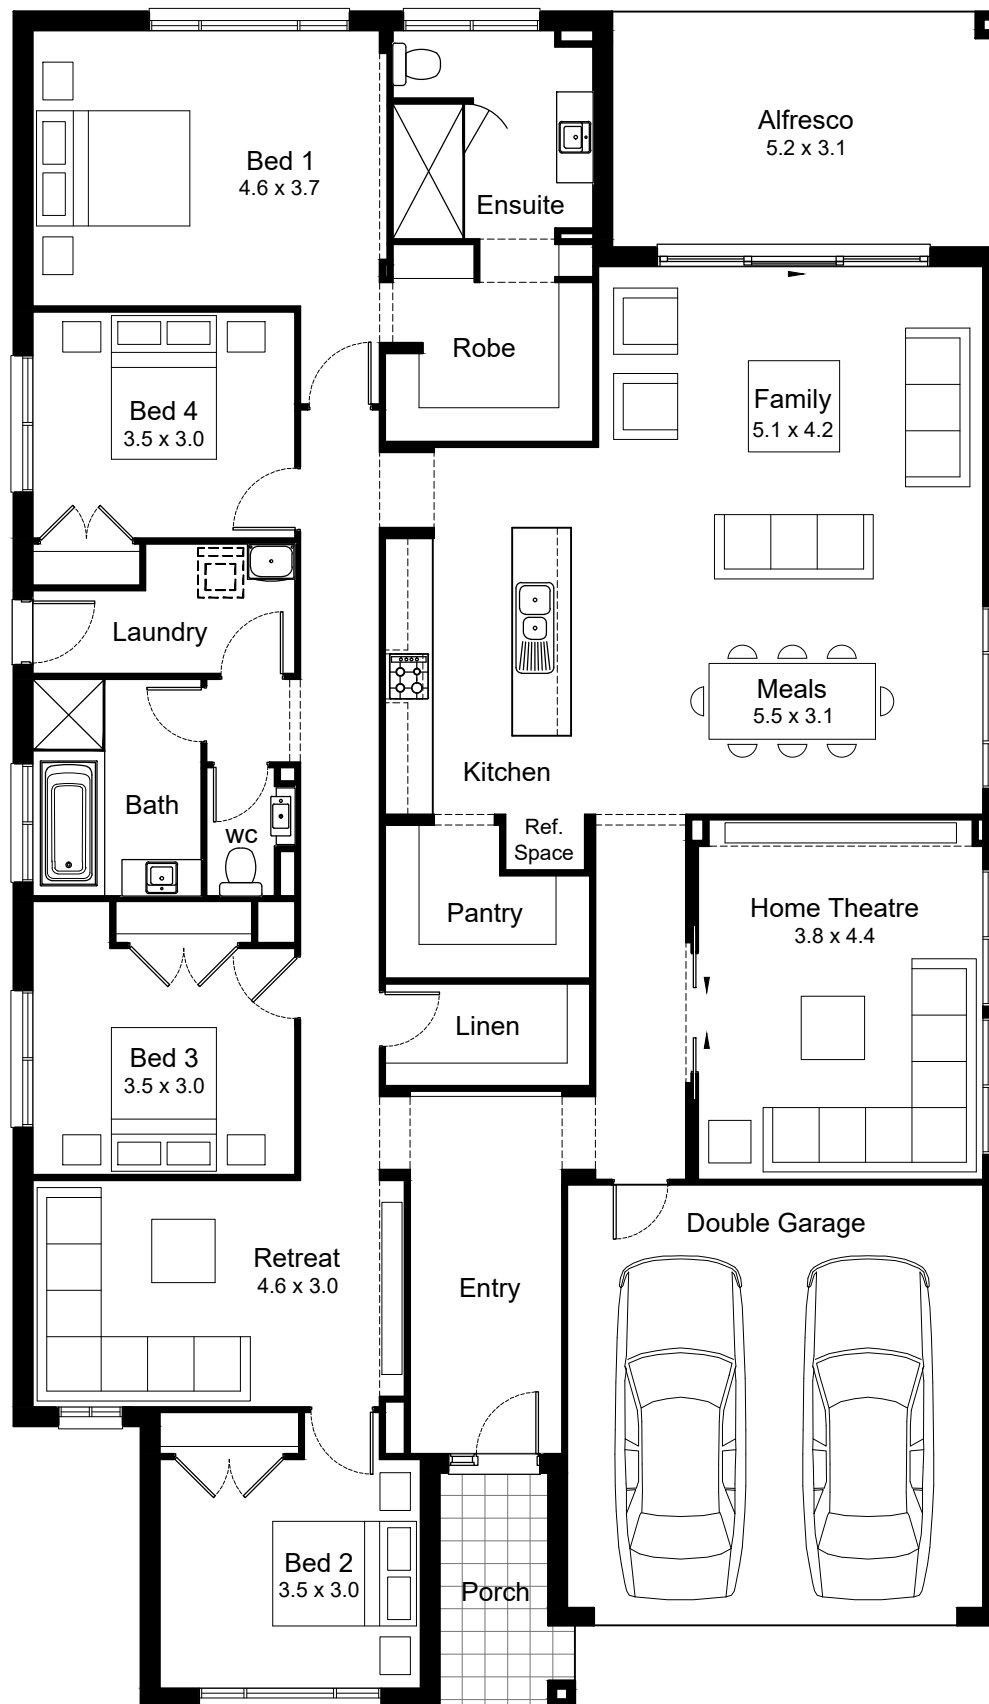 Alfresco
5.2 x 3.1
Bed 1
4.6 x 3.7
Ensuite
Robe
Family
5.1 x 4.2
Bed 4
3.5 x 3.0
Laundry
Meals
5.5 x 3.1
Kitchen
Bath
WC
Ref.
Space
Pantry
Home Theatre
3.8 x 4.4
Linen
Bed 3
3.5 x 3.0
Double Garage
Retreat
4.6 x 3.0
Entry
Bed 2
3.5 x 3.0
Porch